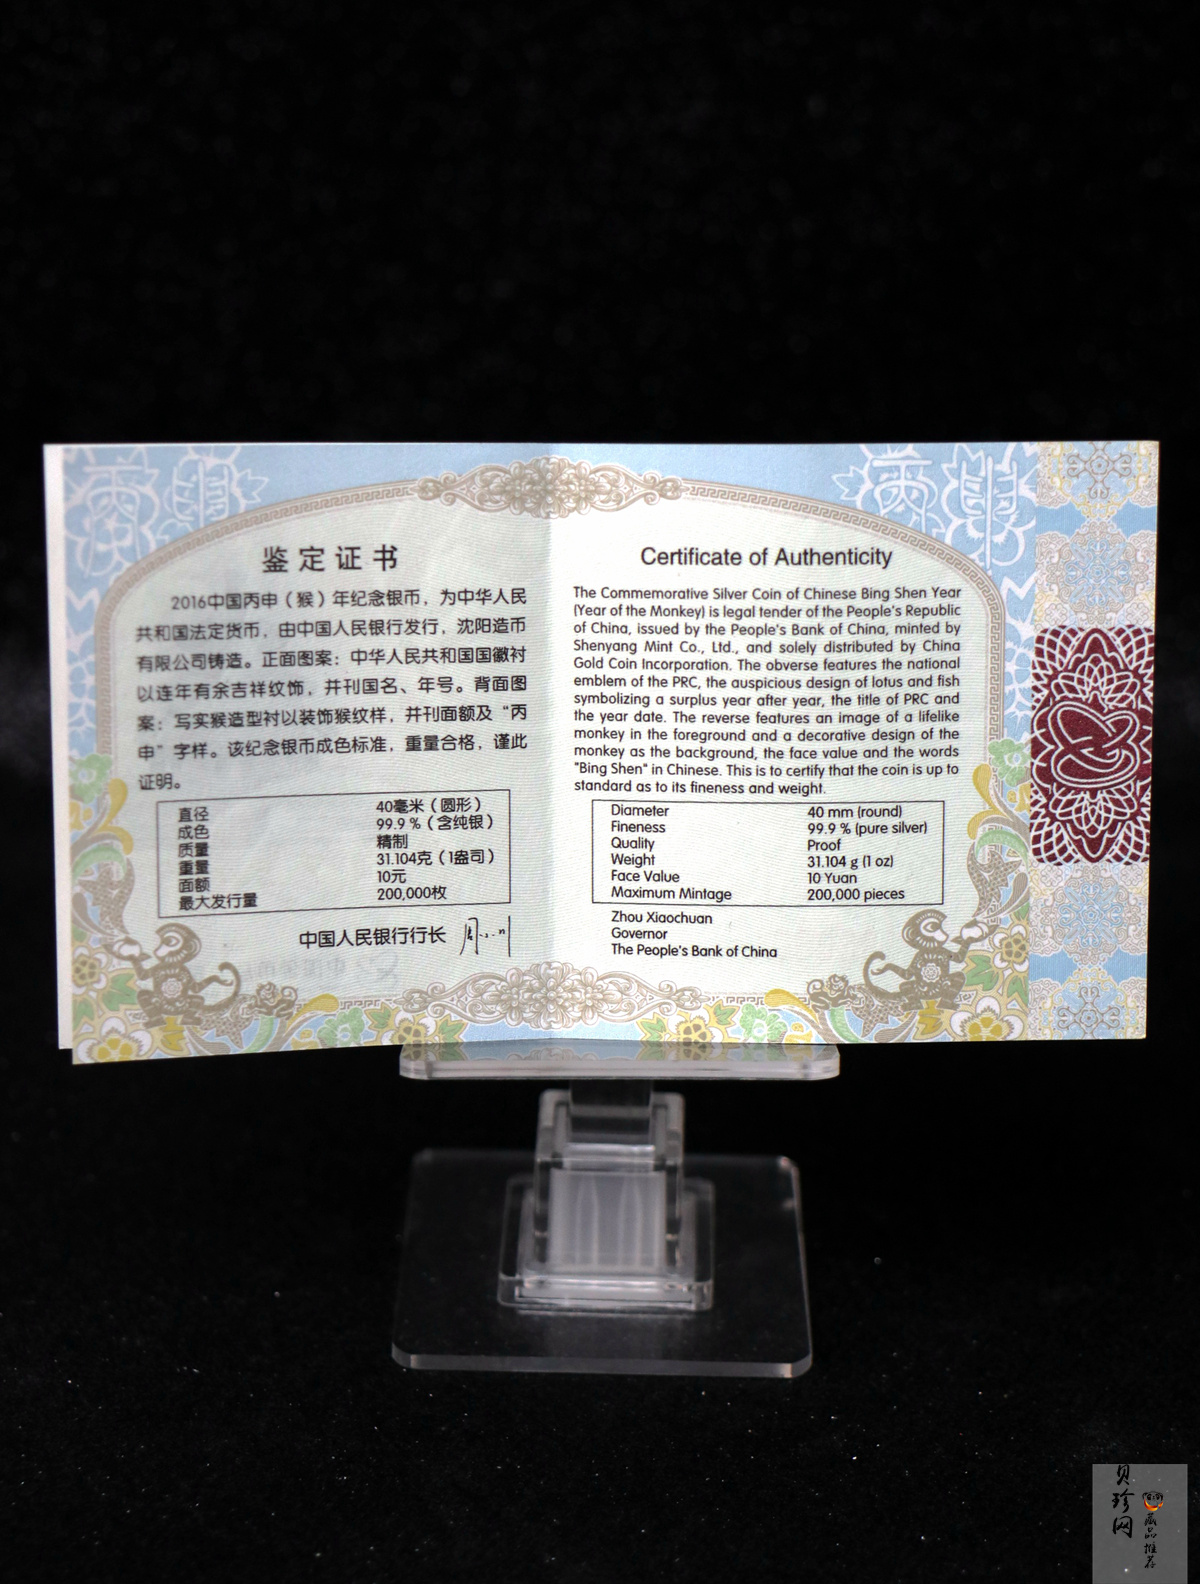 鉴定证书
2016中国丙申（猴）年纪念银币，为中华人民
共和国法定货币，由中国人民银行发行，沈阳造币
有限公司铸造。正面图案：中华人民共和国国徽衬
以连年有余吉祥纹饰，并刊国名、年号。背面图
案：写实猴造型衬以装饰猴纹样，并刊面额及“丙
申”字样。该纪念银币成色标准，重量合格，谨此
证明。
直径 40毫米（圆形）
成色 99.9 %（含纯银）
质量 精制
重量 31.104克（1盎司）
面额 10元
最大发行量 200,000枚
中国人民银行行长
Certificate of Authenticity
The Commemorative Silver Coin of Chinese Bing Shen Year
(Year of the Monkey) is legal tender of the People's Republic
of China, issued by the People's Bank of China, minted by
Shenyang Mint Co., Ltd., and solely distributed by China
Gold Coin Incorporation. The obverse features the national
emblem of the PRC, the auspicious design of lotus and fish
symbolizing a surplus year after year, the title of PRC and
the year date. The reverse features an image of a lifelike
monkey in the foreground and a decorative design of the
monkey as the background, the face value and the words
"Bing Shen" in Chinese. This is to certify that the coin is up to
standard as to its fineness and weight.
Diameter 40 mm (round)
Fineness 99.9 % (pure silver)
Quality Proof
Weight 31.104 g (1 oz)
Face Value 10 Yuan
Maximum Mintage 200,000 pieces
Zhou Xiaochuan
Governor
The People's Bank of China
贝珍网
藏品推荐